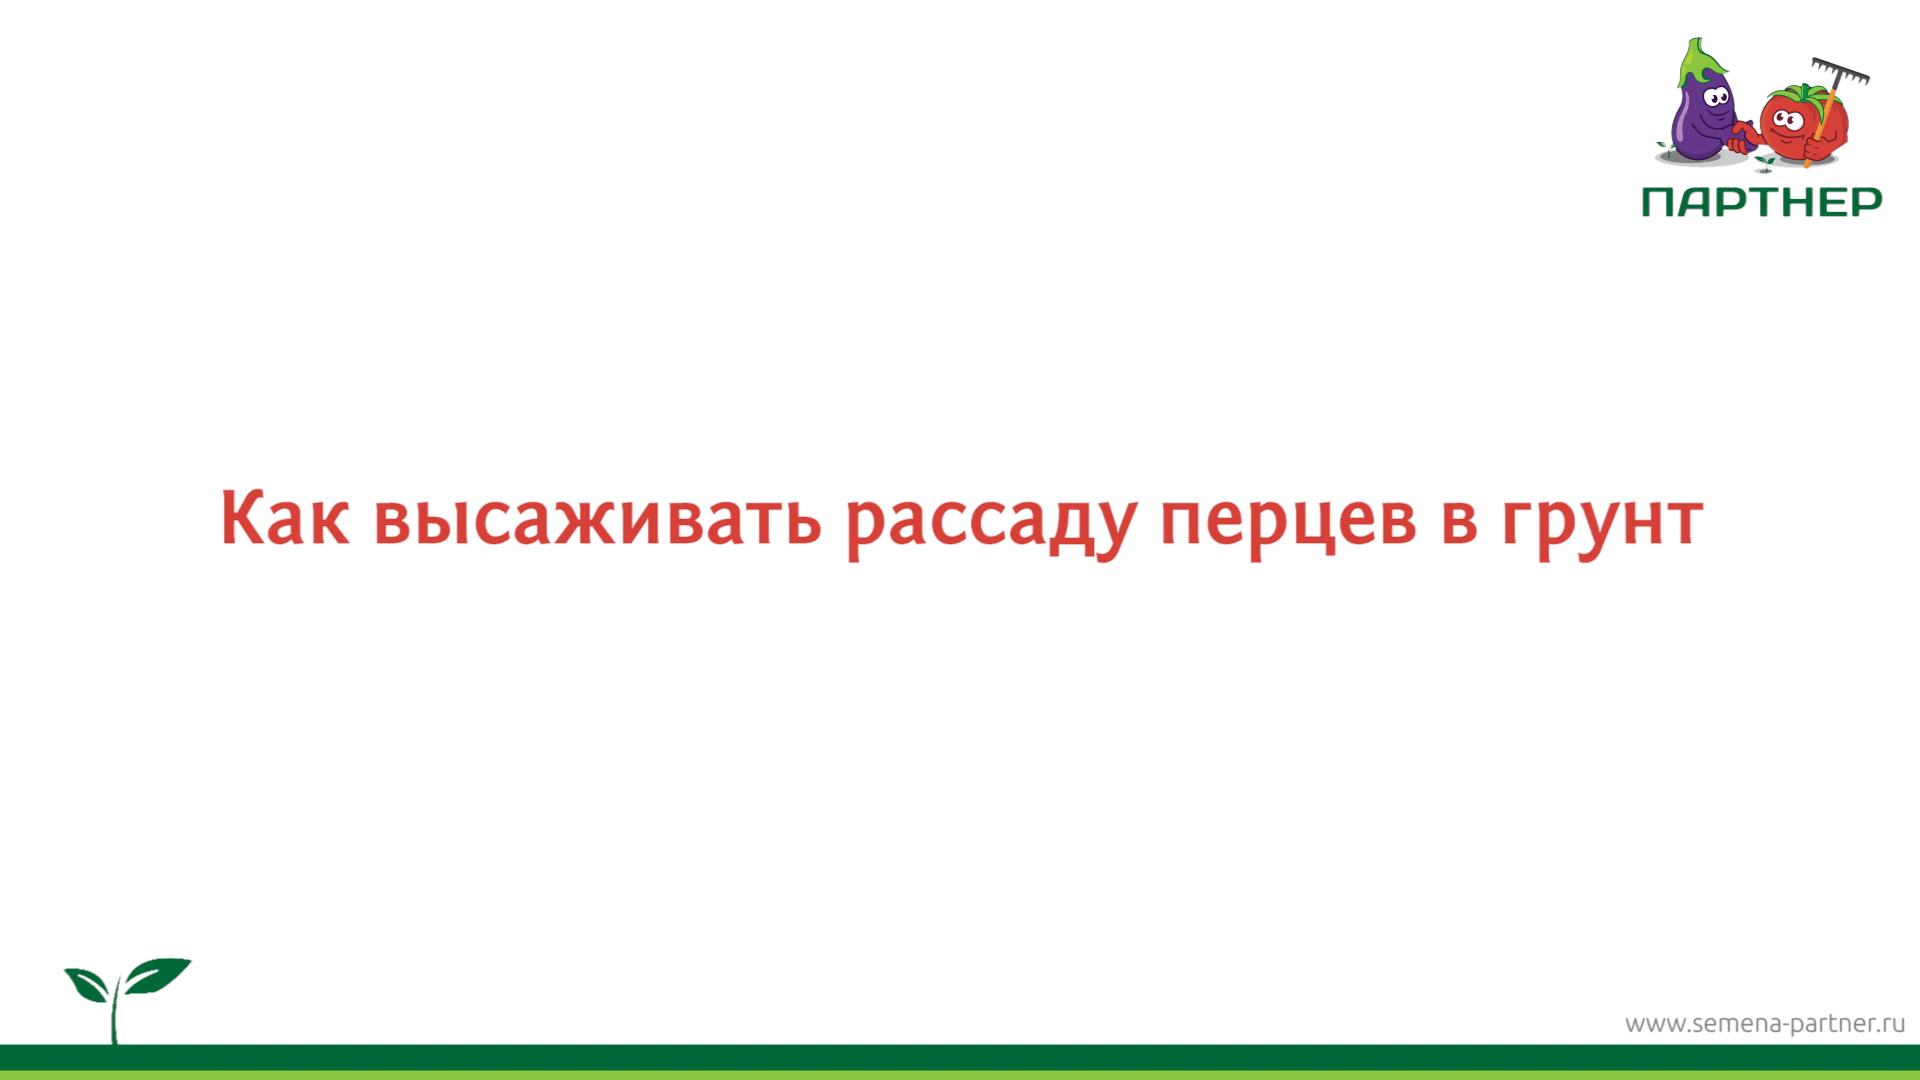 ПАРТНЕР
Как высаживать рассаду перцев в грунт
www.semena-partner.ru